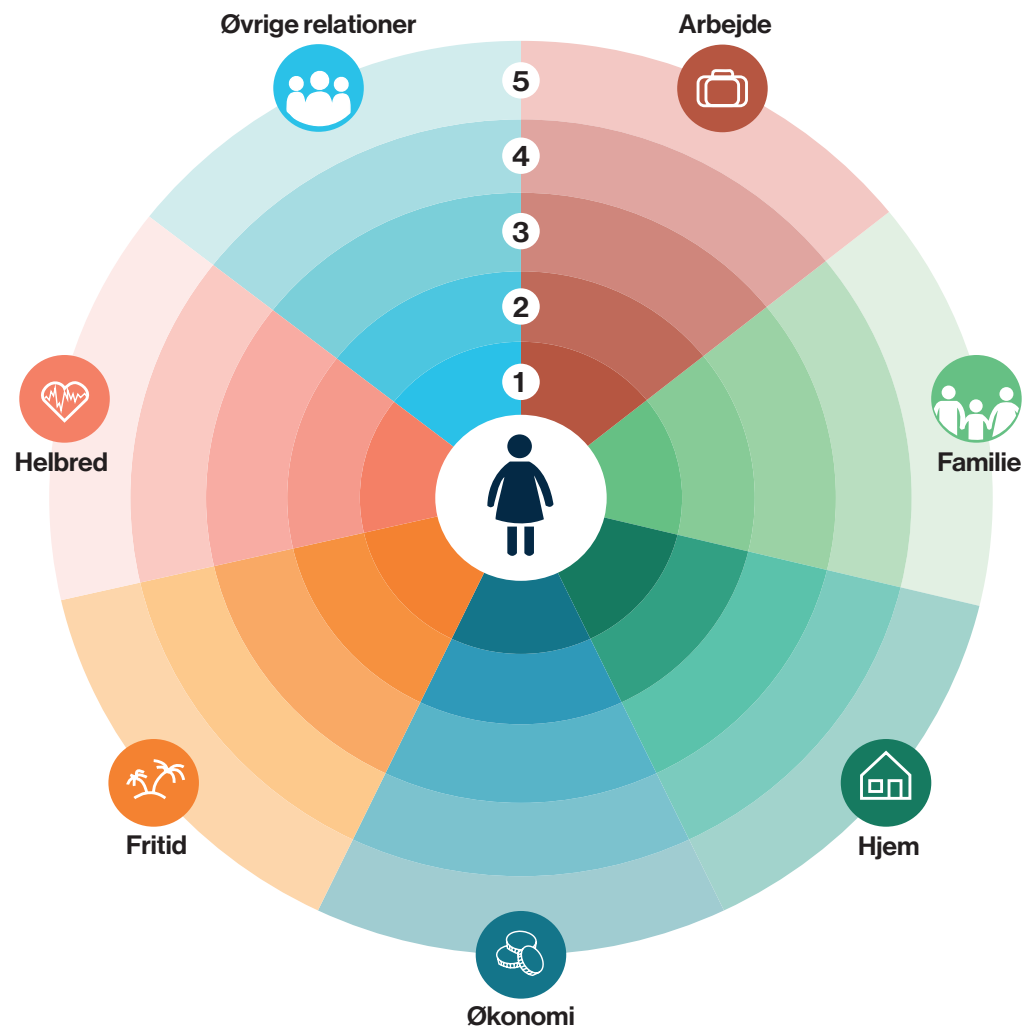 Øvrige relationer
Arbejde
5
4
3
2
1
Helbred
Familie
Fritid
Hjem
Økonomi